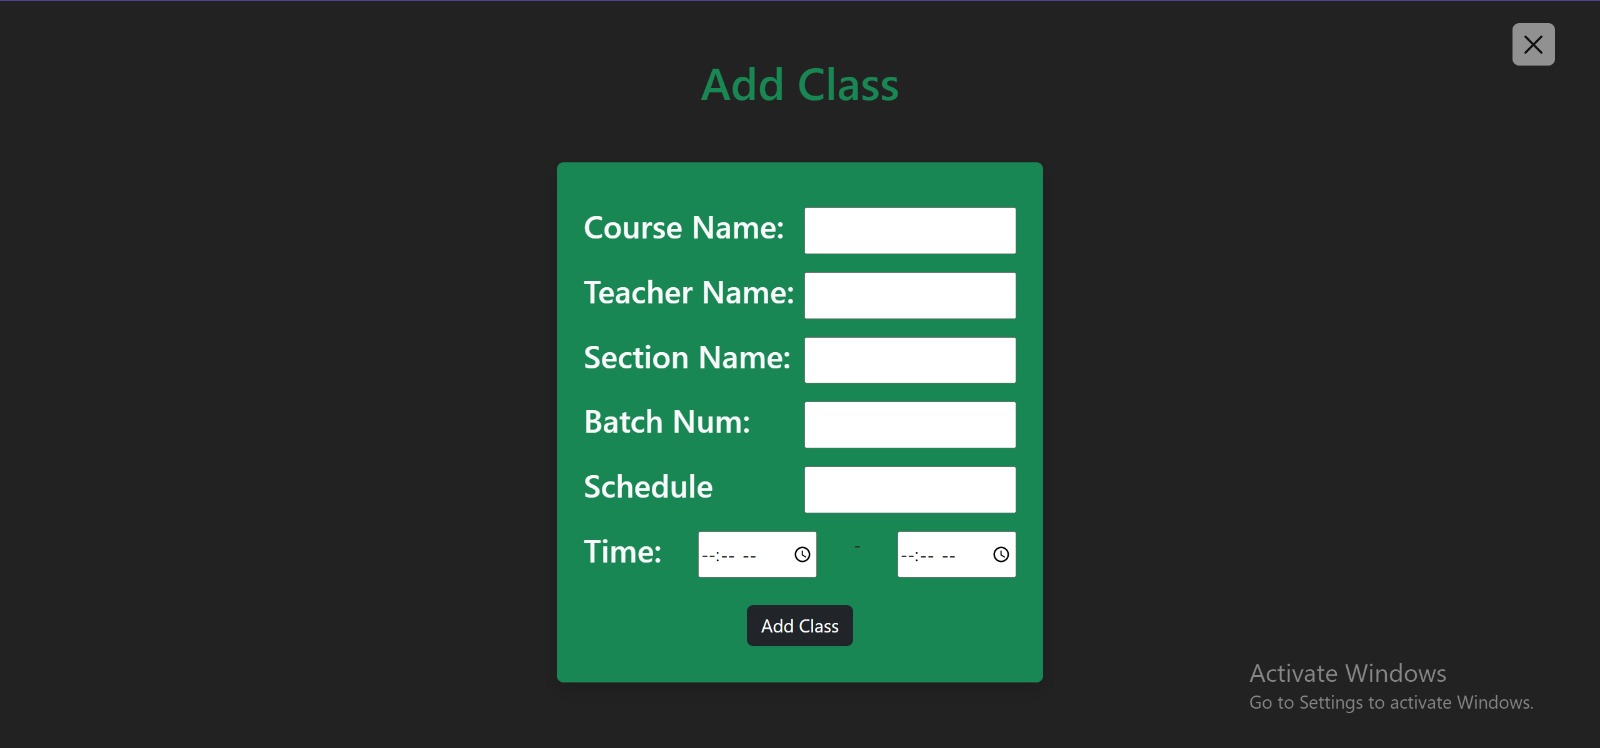 Add Class
Course Name:
Teacher Name:
Section Name:
Batch Num:
Schedule
Time: --:-- -- - --:-- --
Add Class
Activate Windows
Go to Settings to activate Windows.